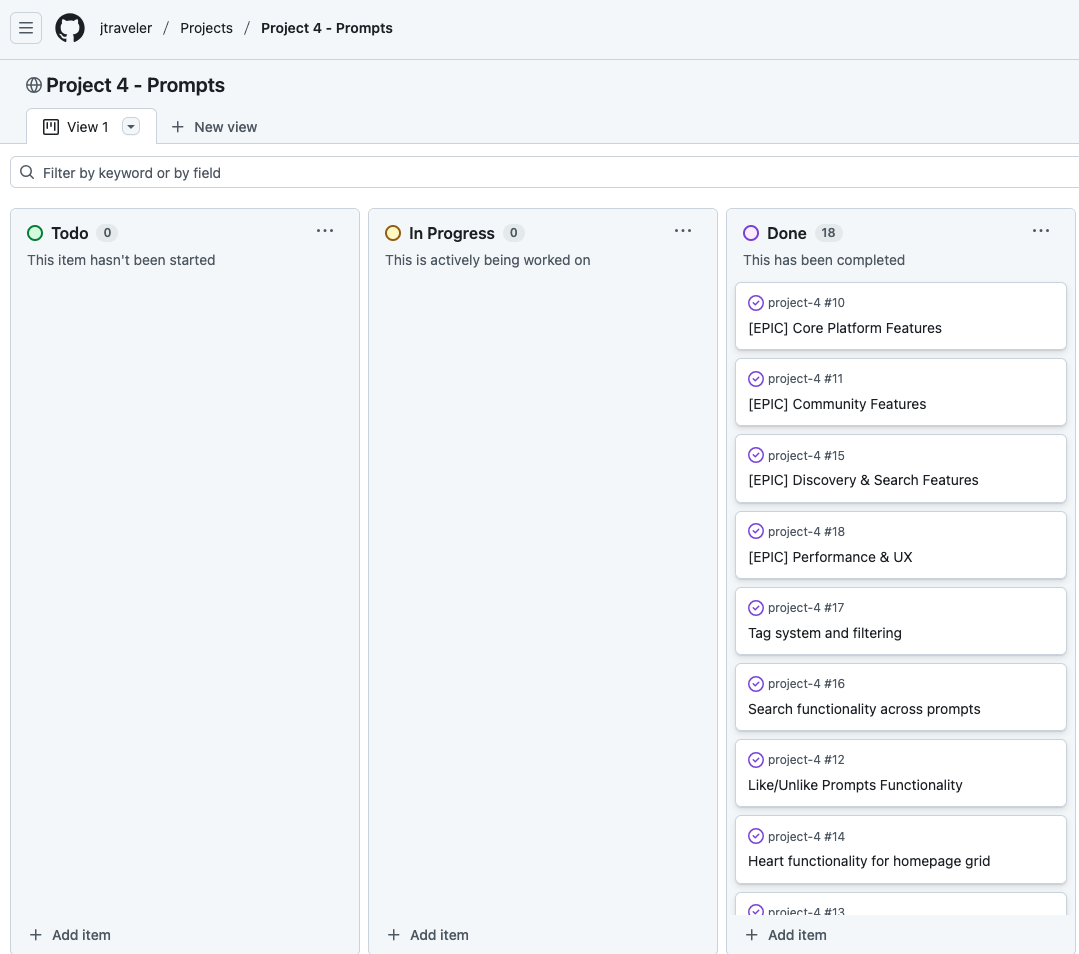 jtraveler / Projects / Project 4 - Prompts
Project 4 - Prompts
View 1
New view
Filter by keyword or by field
Todo 0
This item hasn't been started
Add item
In Progress 0
This is actively being worked on
Add item
Done 18
This has been completed
project-4 #10
[EPIC] Core Platform Features
project-4 #11
[EPIC] Community Features
project-4 #15
[EPIC] Discovery & Search Features
project-4 #18
[EPIC] Performance & UX
project-4 #17
Tag system and filtering
project-4 #16
Search functionality across prompts
project-4 #12
Like/Unlike Prompts Functionality
project-4 #14
Heart functionality for homepage grid
project-4 #13
Add item